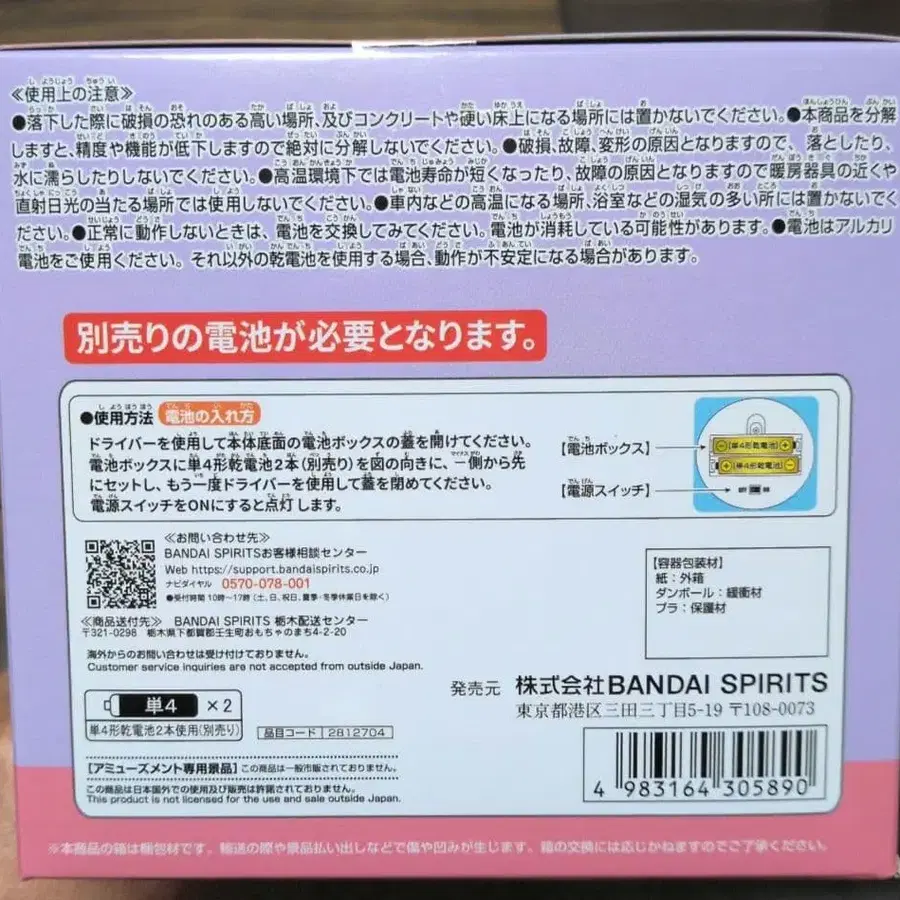 ≪使用上の注意≫
●落下した際に破損の恐れのある高い場所、及びコンクリートや硬い床上になる場所には置かないでください。●本商品を分解
しますと、精度や機能が低下しますので絶対に分解しないでください。●破損、故障、変形の原因となりますので、落としたり、
水に濡らしたりしないでください。●高温環境下では電池寿命が短くなったり、故障の原因となりますので暖房器具の近くや
直射日光の当たる場所では使用しないでください。●車内などの高温になる場所、浴室などの湿気の多い所には置かないでく
ださい。●正常に動作しないときは、電池を交換してみてください。電池が消耗している可能性があります。●電池はアルカリ
電池をご使用ください。それ以外の乾電池を使用する場合、動作が不安定になる場合があります。
別売りの電池が必要となります。
●使用方法 電池の入れ方
ドライバーを使用して本体底面の電池ボックスの蓋を開けてください。
電池ボックスに単4形乾電池2本(別売り)を図の向きに、−側から先
にセットし、もう一度ドライバーを使用して蓋を閉めてください。
電源スイッチをONにすると点灯します。
【電池ボックス】
【電源スイッチ】
単4形乾電池
単4形乾電池
≪お問い合わせ先≫
BANDAI SPIRITSお客様相談センター
Web https://support.bandaispirits.co.jp
ナビダイヤル 0570-078-001
●受付時間 10時〜17時(土、日、祝日、夏季・冬季休業日を除く)
≪商品送付先≫ BANDAI SPIRITS 栃木配送センター
〒321-0298 栃木県下都賀郡壬生町おもちゃのまち4-2-20
海外からのお問い合わせは受け付けておりません。
Customer service inquiries are not accepted from outside Japan.
【容器包装材】
紙：外箱
ダンボール：緩衝材
プラ：保護材
発売元 株式会社BANDAI SPIRITS
東京都港区三田三丁目5-19 〒108-0073
単4 ×2
単4形乾電池2本使用(別売り)
品目コード 2812704
【アミューズメント専用景品】この商品は一般市販されておりません。
この商品は日本国外での使用及び販売は許諾されておりません。
This product is not licensed for the use and sale outside Japan.
4 983164 305890
※本商品の箱は梱包材です。輸送の際や景品払い出しなどで傷や凹みが生じます。箱の交換には応じかねますのでご了承ください。